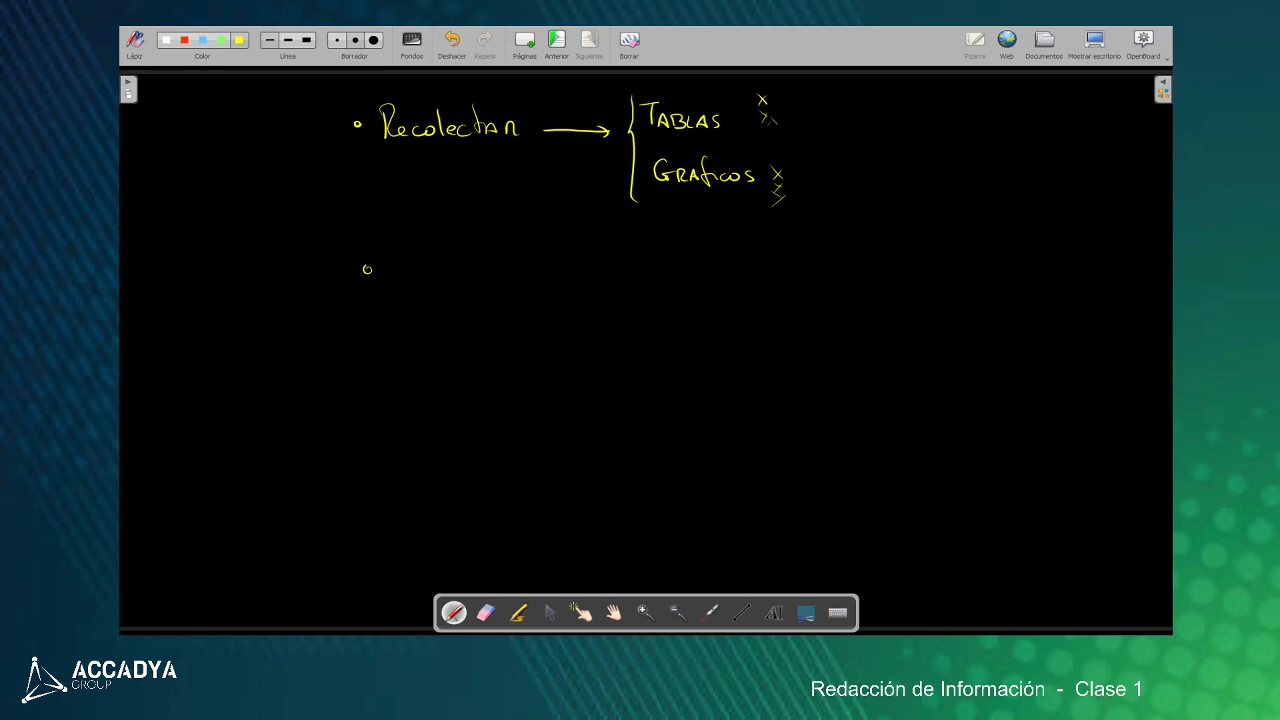 Lápiz Color Línea Borrador Fondos Deshacer Repetir Páginas Anterior Siguiente Borrar Pizarra Web Documentos Mostrar escritorio OpenBoard
• Recolectan → { TABLAS
GRAficos
AI
ACCADYA
GROUP
Redacción de Información - Clase 1